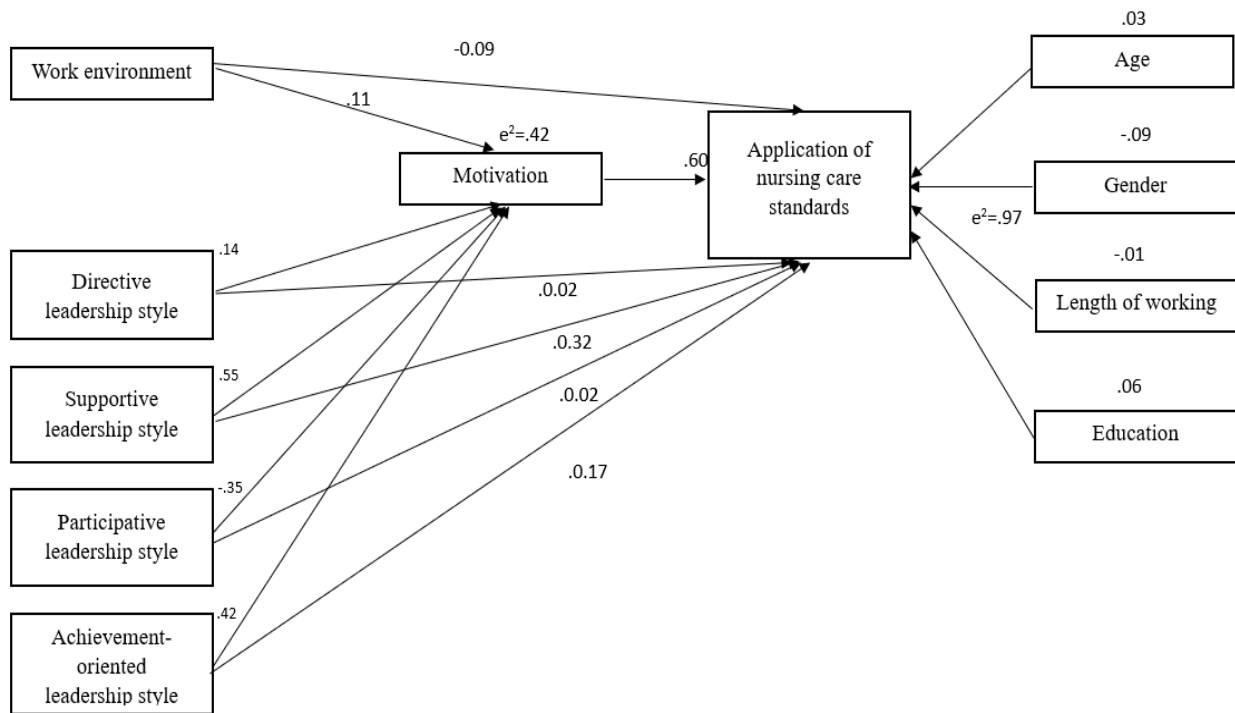 .03
-0.09
Work environment
Age
.11
e²=.42
-.09
Application of
nursing care
standards
.60
Motivation
Gender
e²=.97
.14
-.01
Directive
leadership style
.0.02
Length of working
.0.32
.55
Supportive
leadership style
.0.02
.06
Education
.0.17
-.35
Participative
leadership style
.42
Achievement-
oriented
leadership style